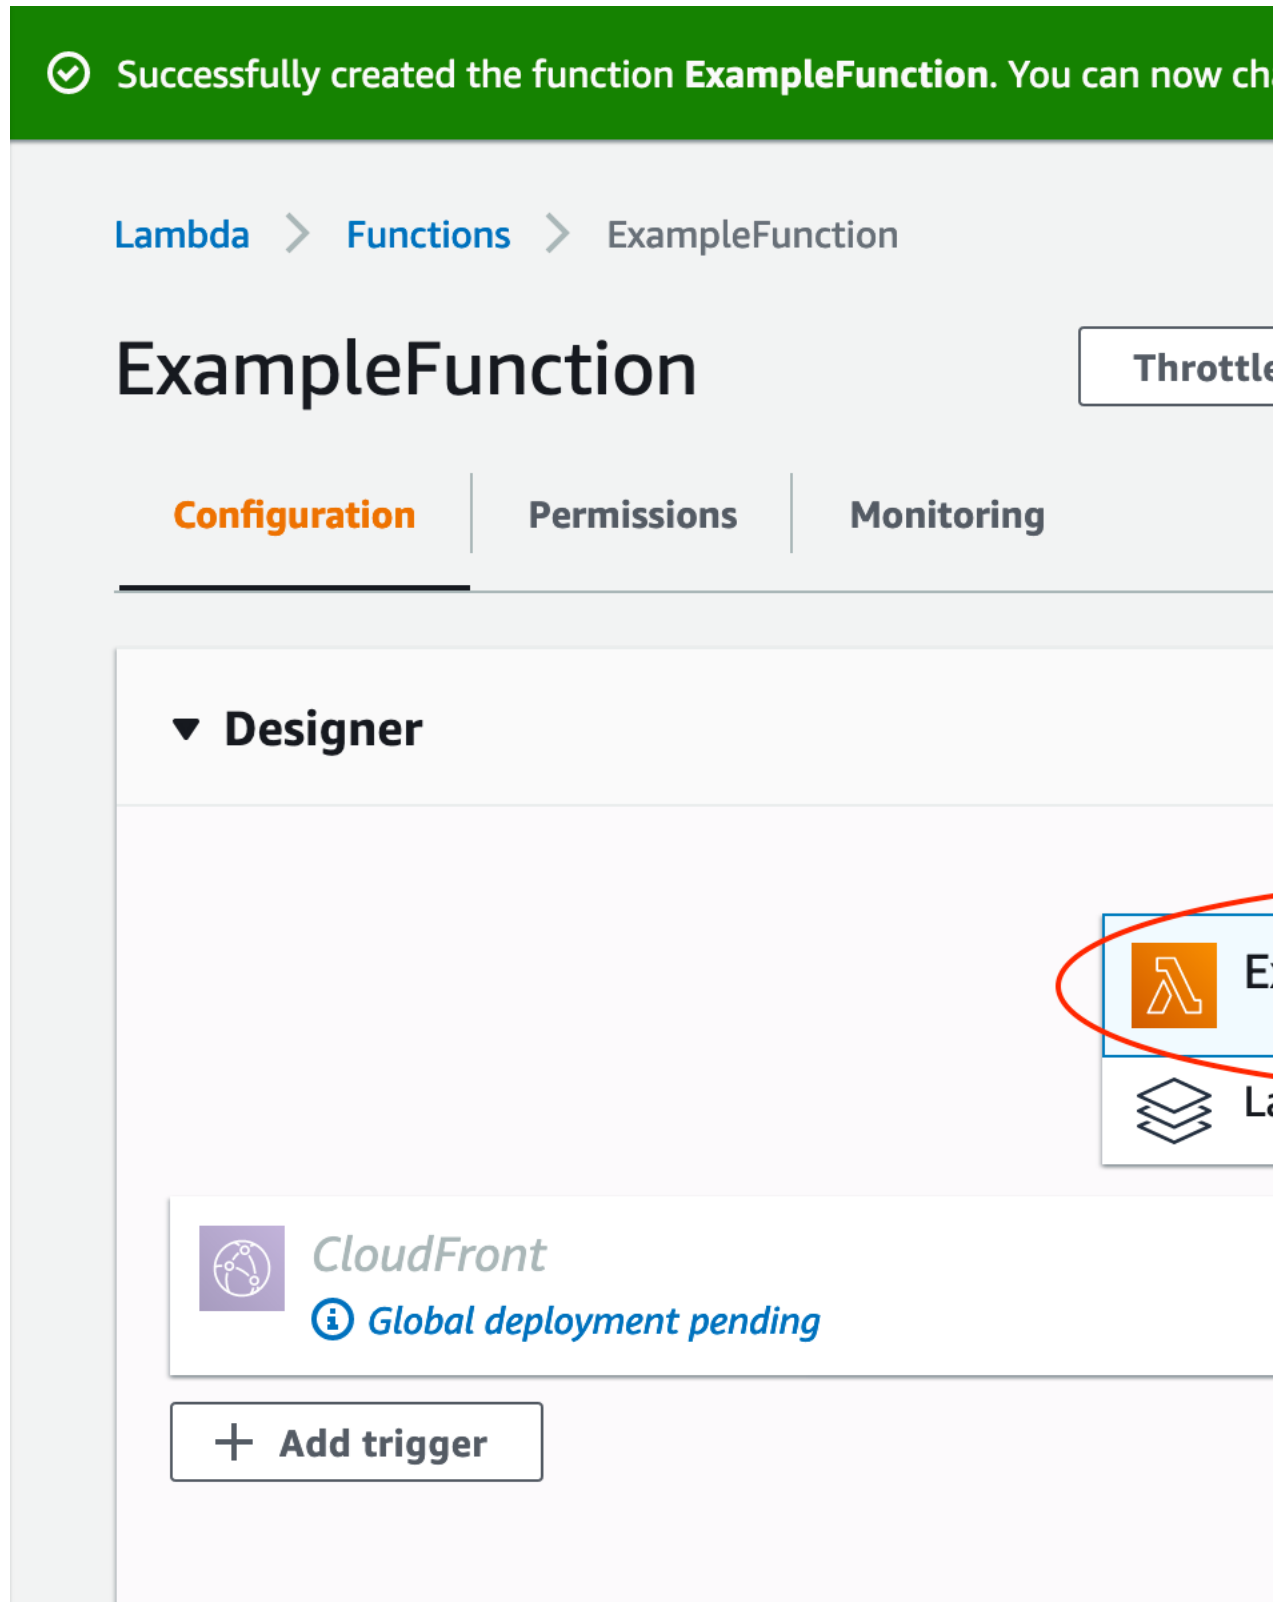 Successfully created the function ExampleFunction. You can now
Lambda > Functions > ExampleFunction
ExampleFunction
Throttle
Configuration
Permissions
Monitoring
Designer
CloudFront
Global deployment pending
Add trigger